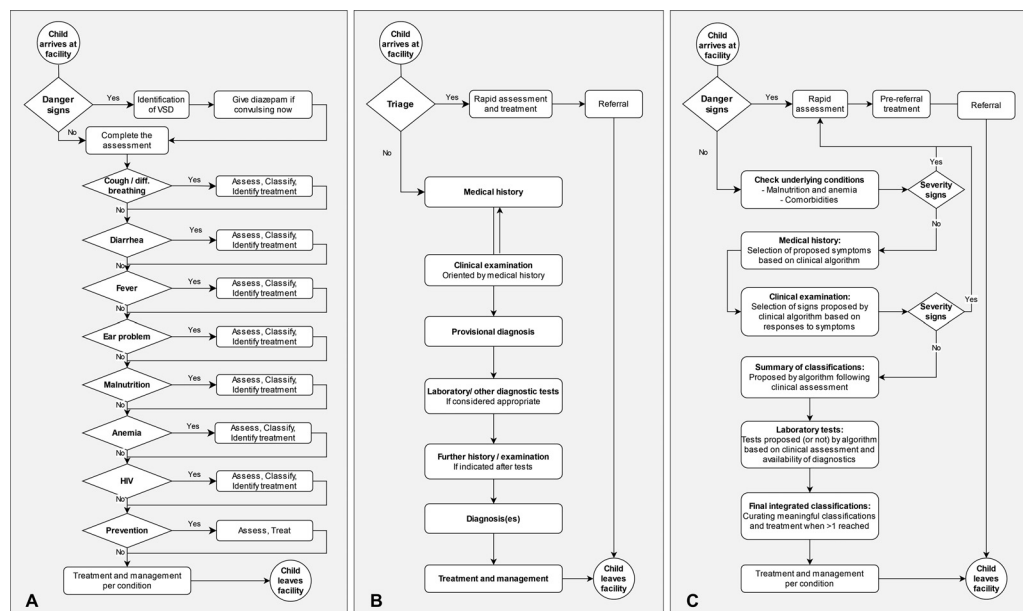 Child
arrives at
facility
Danger
signs
Yes
Identification
of VSD
Give diazepam if
convulsing now
No
Complete the
assessment
Cough / diff.
breathing
Yes
Assess, Classify,
Identify treatment
No
Diarrhea
Yes
Assess, Classify,
Identify treatment
No
Fever
Yes
Assess, Classify,
Identify treatment
No
Ear problem
Yes
Assess, Classify,
Identify treatment
No
Malnutrition
Yes
Assess, Classify,
Identify treatment
No
Anemia
Yes
Assess, Classify,
Identify treatment
No
HIV
Yes
Assess, Classify,
Identify treatment
No
Prevention
Yes
Assess, Treat
No
Treatment and management
per condition
Child
leaves
facility
A
Child
arrives at
facility
Triage
Yes
Rapid assessment
and treatment
Referral
No
Medical history
Clinical examination
Oriented by medical history
Provisional diagnosis
Laboratory/ other diagnostic tests
If considered appropriate
Further history / examination
If indicated after tests
Diagnosis(es)
Treatment and management
Child
leaves
facility
B
Child
arrives at
facility
Danger
signs
Yes
Rapid
assessment
Pre-referral
treatment
Referral
No
Check underlying conditions
- Malnutrition and anemia
- Comorbidities
Yes
Severity
signs
No
Medical history:
Selection of proposed symptoms
based on clinical algorithm
Clinical examination:
Selection of signs proposed by
clinical algorithm based on
responses to symptoms
Yes
Severity
signs
No
Summary of classifications:
Proposed by algorithm following
clinical assessment
Laboratory tests:
Tests proposed (or not) by algorithm
based on clinical assessment and
availability of diagnostics
Final integrated classifications:
Curating meaningful classifications
and treatment when >1 reached
Treatment and management
per condition
Child
leaves
facility
C